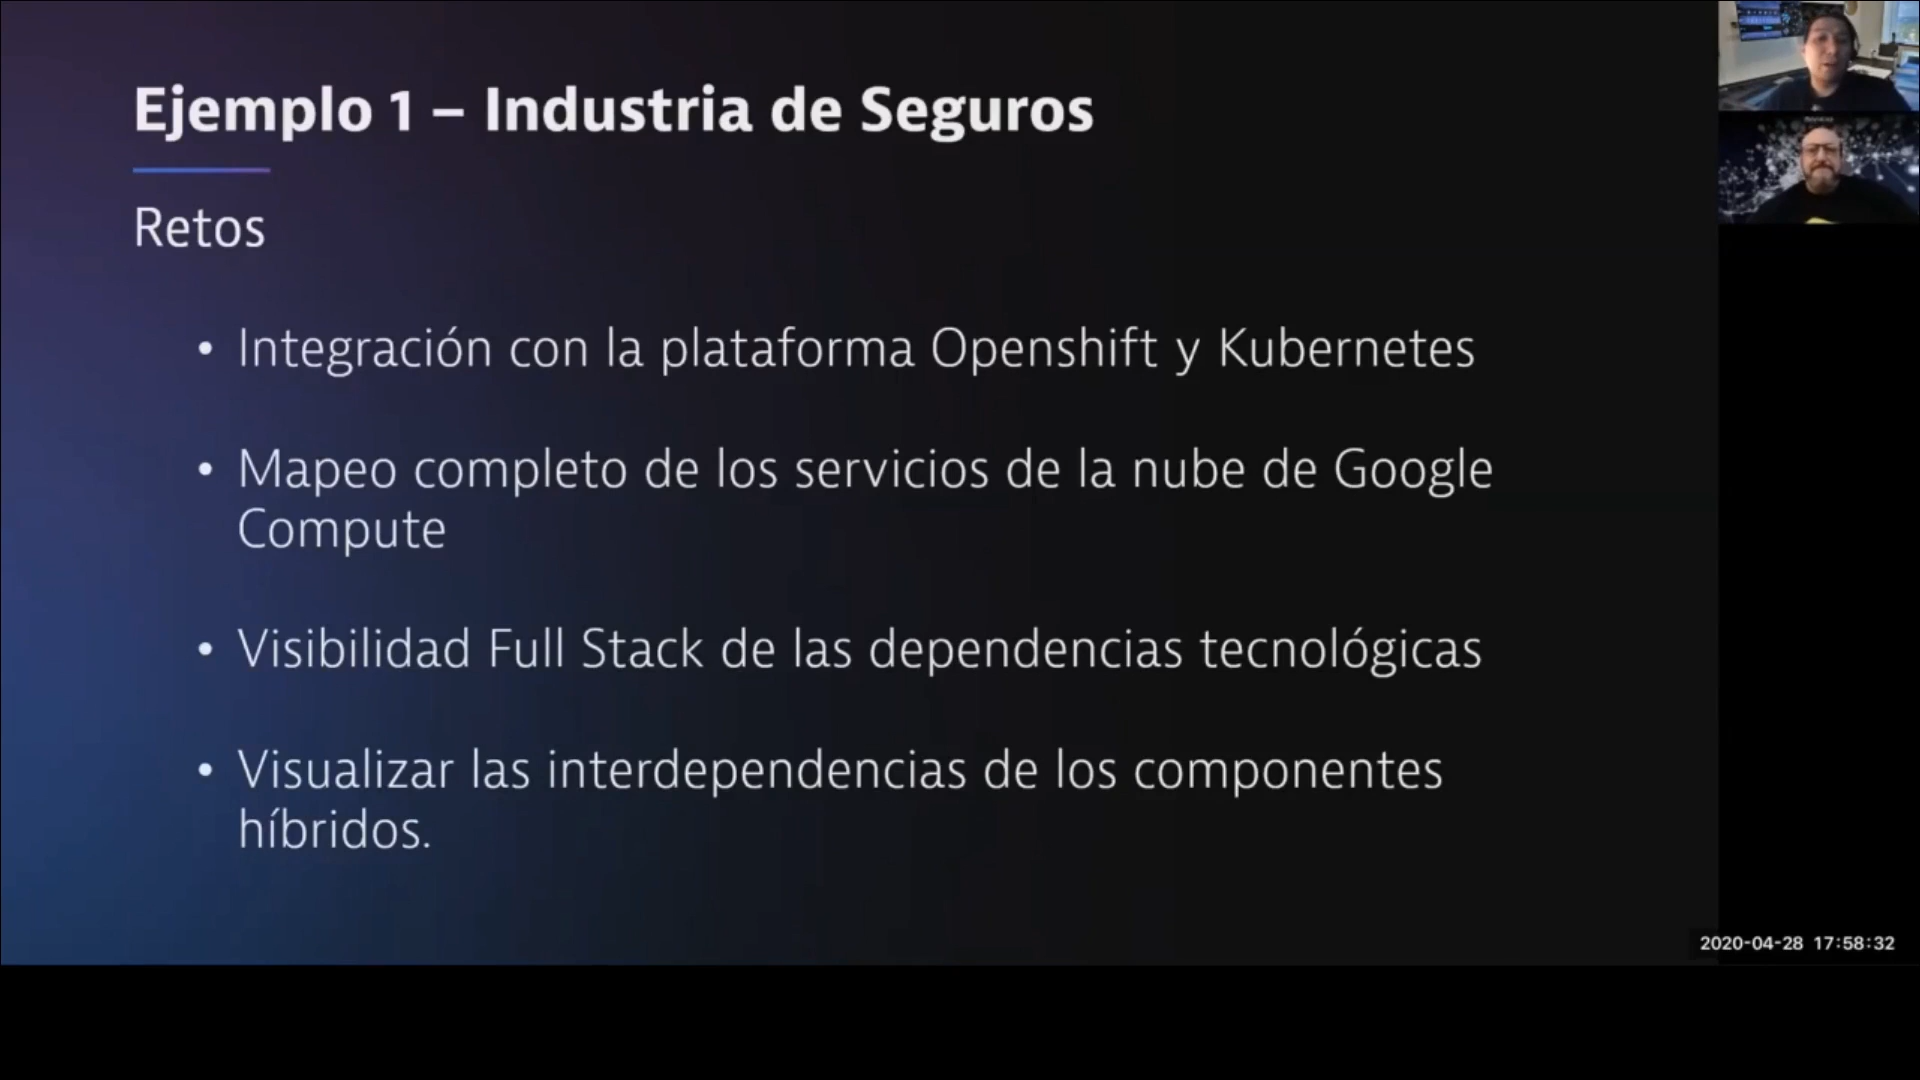 Ejemplo 1 – Industria de Seguros
Retos
• Integración con la plataforma Openshift y Kubernetes
• Mapeo completo de los servicios de la nube de Google
Compute
• Visibilidad Full Stack de las dependencias tecnológicas
• Visualizar las interdependencias de los componentes
híbridos.
2020-04-28 17:58:32